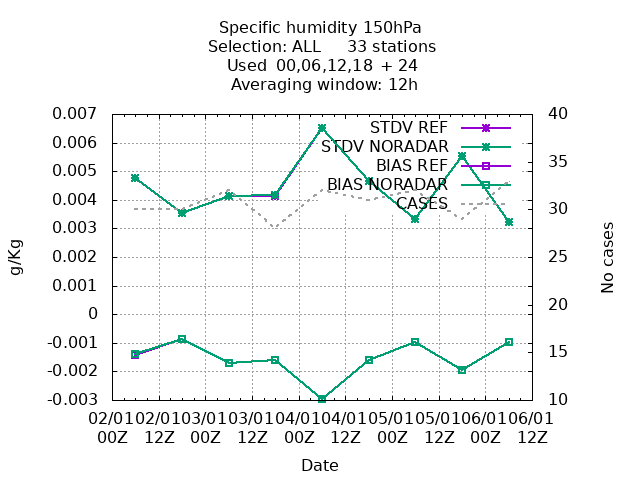 Specific humidity 150hPa
Selection: ALL 33 stations
Used 00,06,12,18 + 24
Averaging window: 12h
STDV REF
STDV NORADAR
BIAS REF
BIAS NORADAR
CASES
g/Kg
0.007
0.006
0.005
0.004
0.003
0.002
0.001
0
-0.001
-0.002
-0.003
40
35
30
25
20
15
10
No cases
02/01 02/01 03/01 03/01 04/01 04/01 05/01 05/01 06/01 06/01
00Z 12Z 00Z 12Z 00Z 12Z 00Z 12Z 00Z 12Z
Date